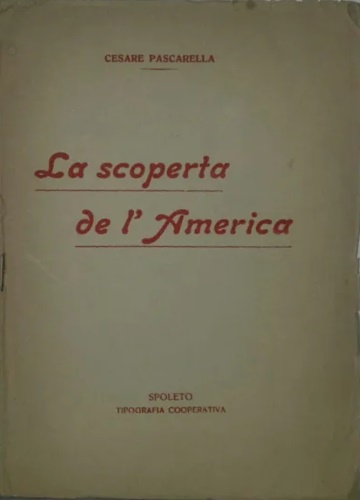 CESARE PASCARELLA
La scoperta
de l' America
SPOLETO
TIPOGRAFIA COOPERATIVA